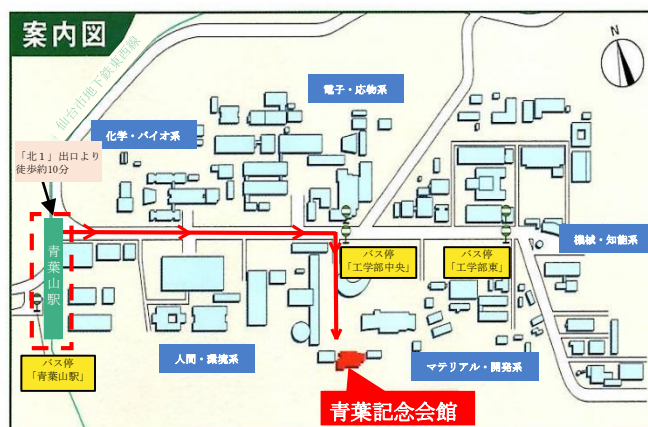 案内図
仙台市地下鉄東西線
N
電子・応物系
化学・バイオ系
「北１」出口より
徒歩約10分
青葉山駅
機械・知能系
バス停
「工学部中央」
バス停
「工学部東」
人間・環境系
マテリアル・開発系
バス停
「青葉山駅」
青葉記念会館